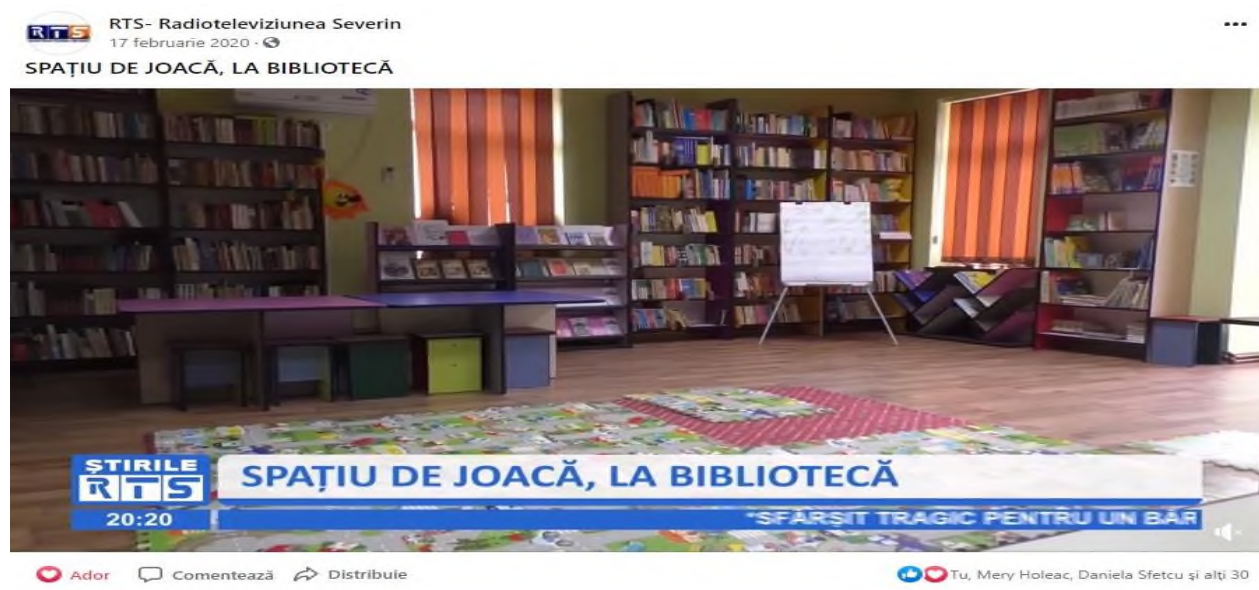 RTS
RTS- Radioteleviziunea Severin
17 februarie 2020
SPAȚIU DE JOACĂ, LA BIBLIOTECĂ
ȘTIRILE
RTS
SPAȚIU DE JOACĂ, LA BIBLIOTECĂ
20:20
*SFÂRȘIT TRAGIC PENTRU UN BĂR
Ador
Comentează
Distribuie
Tu, Mery Holeac, Daniela Sfetcu și alți 30